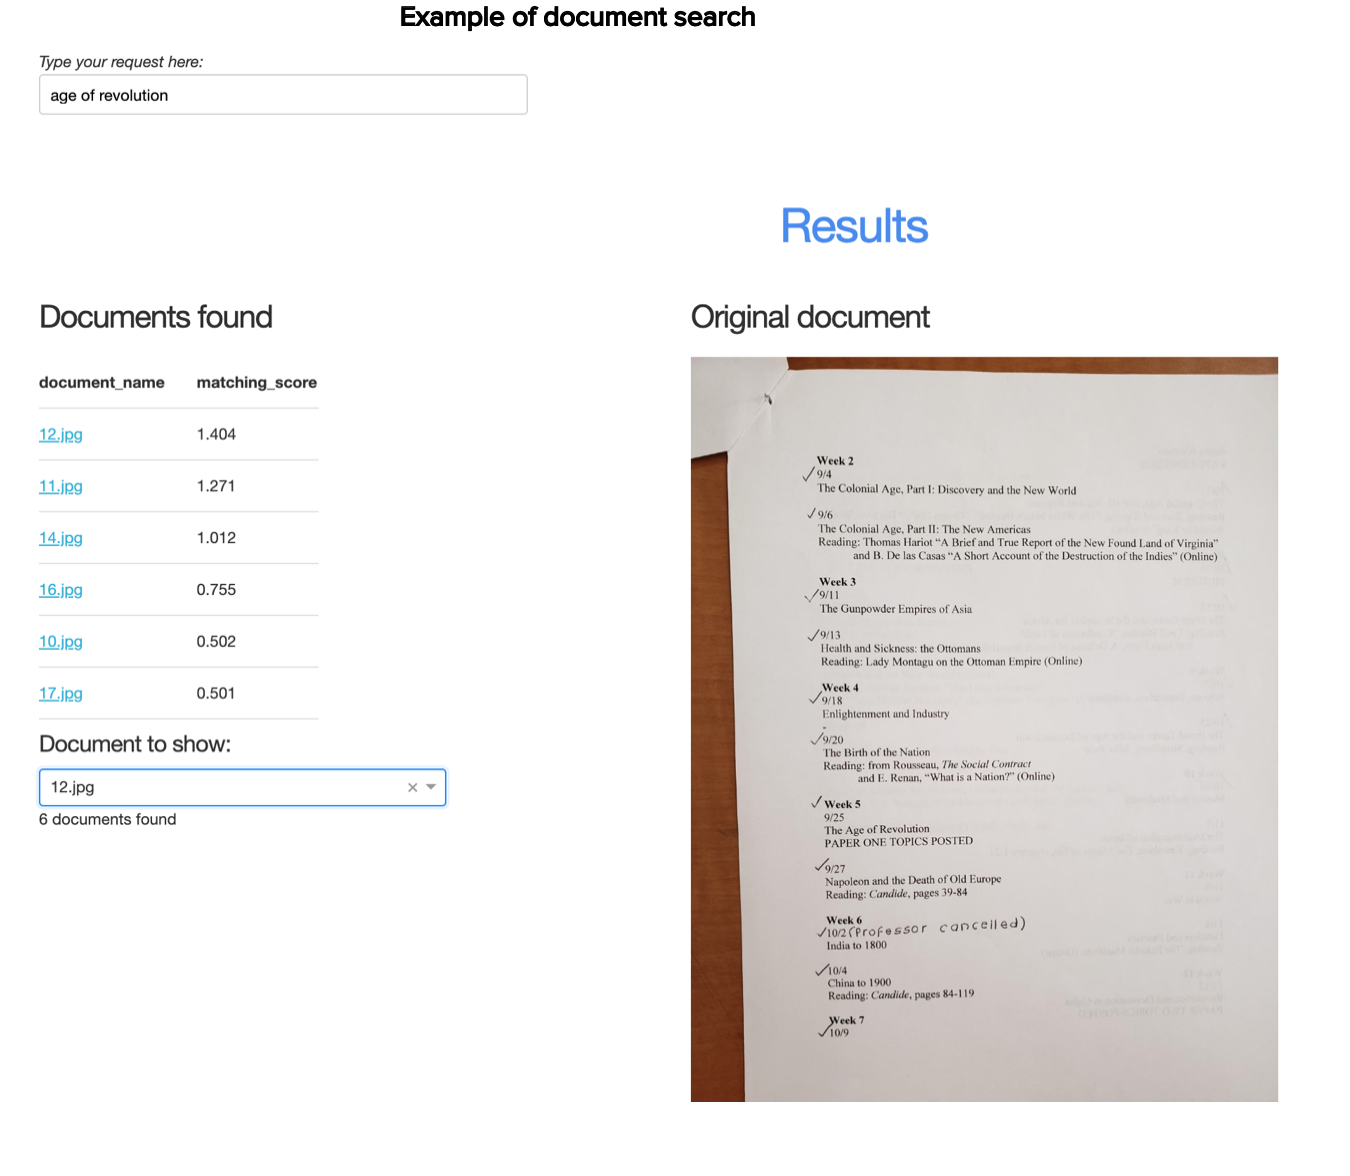 Example of document search
Type your request here:
age of revolution
Results
Documents found
document_name matching_score
12.jpg 1.404
11.jpg 1.271
14.jpg 1.012
16.jpg 0.755
10.jpg 0.502
17.jpg 0.501
Document to show:
12.jpg
6 documents found
Original document
Week 2
9/4
The Colonial Age, Part I: Discovery and the New World
9/6
The Colonial Age, Part II: The New Americas
Reading: Thomas Hariot “A Brief and True Report of the New Found Land of Virginia”
and B. De las Casas “A Short Account of the Destruction of the Indies” (Online)
Week 3
9/11
The Gunpowder Empires of Asia
9/13
Health and Sickness: the Ottomans
Reading: Lady Montagu on the Ottoman Empire (Online)
Week 4
9/18
Enlightenment and Industry
9/20
The Birth of the Nation
Reading: from Rousseau, The Social Contract
and E. Renan, “What is a Nation?” (Online)
Week 5
9/25
The Age of Revolution
PAPER ONE TOPICS POSTED
9/27
Napoleon and the Death of Old Europe
Reading: Candide, pages 39-84
Week 6
10/2 (Professor cancelled)
India to 1800
10/4
China to 1900
Reading: Candide, pages 84-119
Week 7
10/9